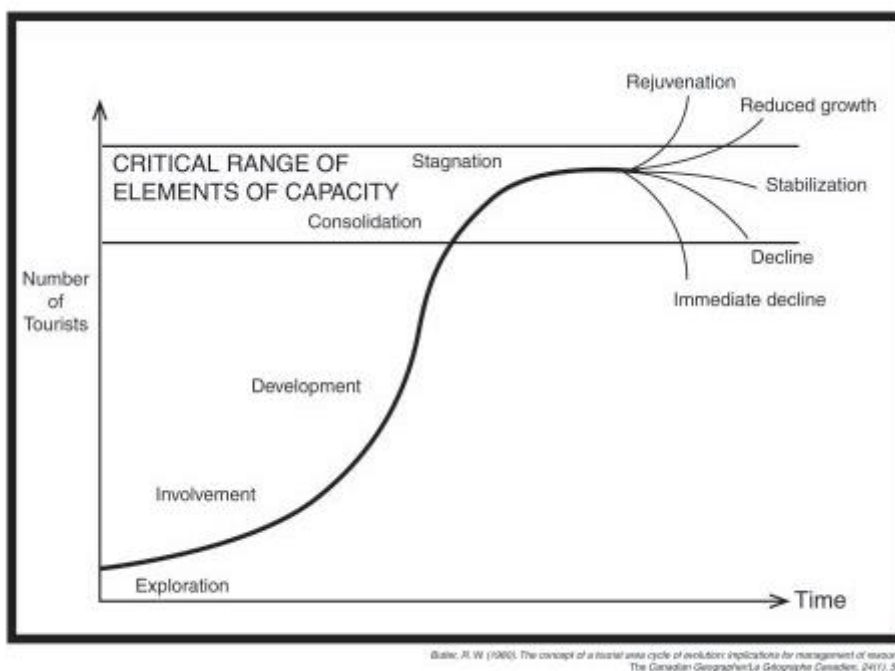 Rejuvenation
Reduced growth
CRITICAL RANGE OF
ELEMENTS OF CAPACITY
Stagnation
Stabilization
Consolidation
Decline
Number
of
Tourists
Immediate decline
Development
Involvement
Exploration
Time
Butler, R. W. (1980). The concept of a tourist area cycle of evolution: Implications for management of
The Canadian Geographer/Le Géographe Canadien, 24(1),